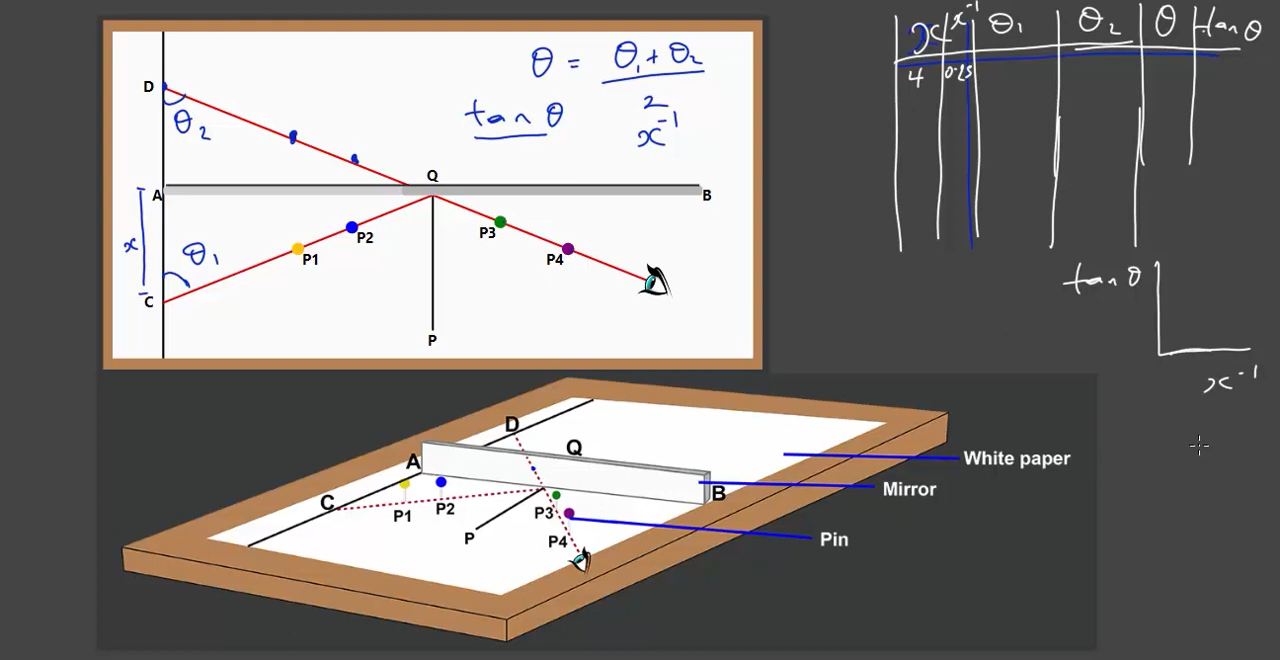 D
θ₂
θ = θ₁ + θ₂
2
tan θ
x⁻¹
A
Q
B
x
θ₁
P1
P2
P3
P4
C
P
x x⁻¹ θ₁ θ₂ θ tan θ
4 0.25
tan θ
x⁻¹
D
Q
A
B
C
P1
P2
P3
P
P4
White paper
Mirror
Pin